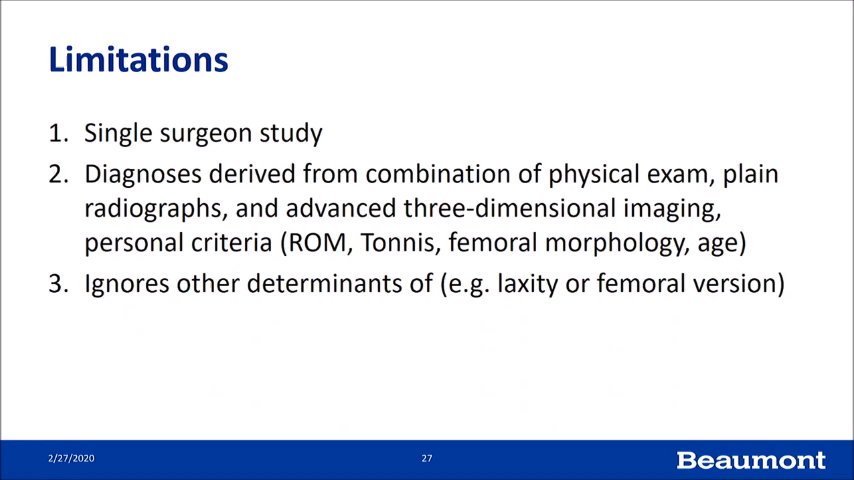 Limitations
1. Single surgeon study
2. Diagnoses derived from combination of physical exam, plain
radiographs, and advanced three-dimensional imaging,
personal criteria (ROM, Tonnis, femoral morphology, age)
3. Ignores other determinants of (e.g. laxity or femoral version)
2/27/2020
27
Beaumont